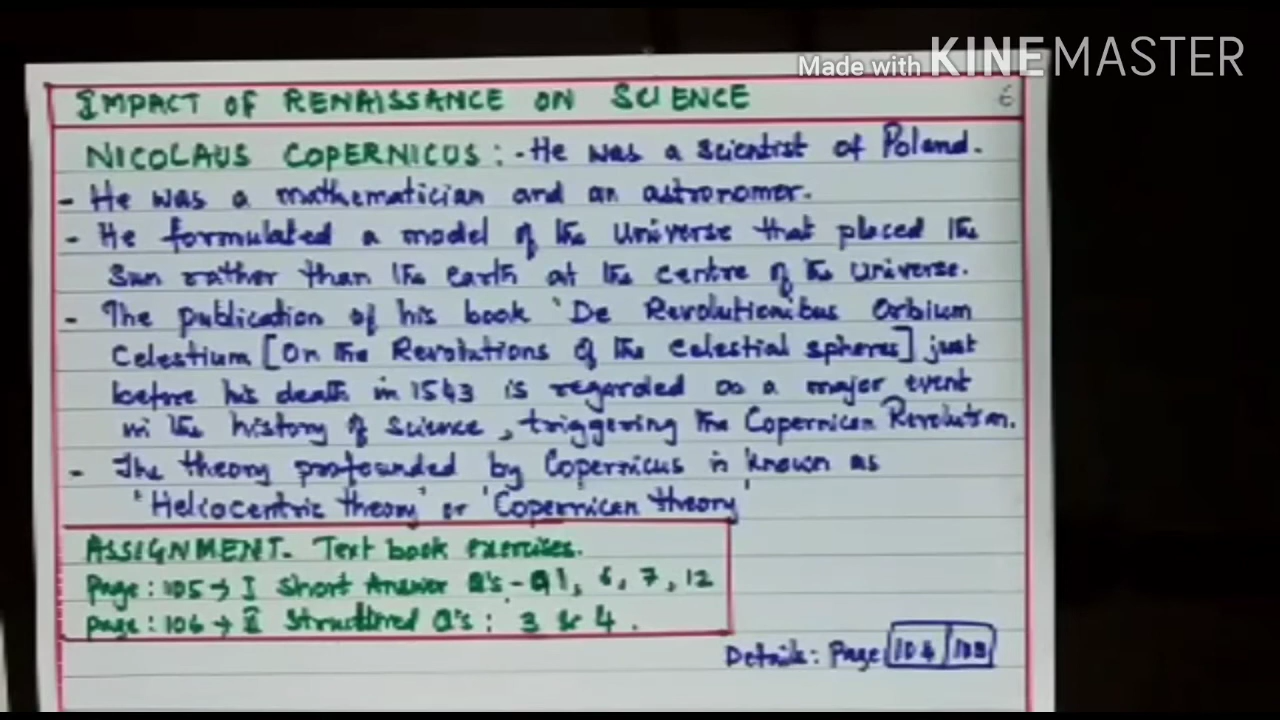 Made with KINEMASTER
IMPACT OF RENAISSANCE ON SCIENCE 6
NICOLAUS COPERNICUS : - He was a scientist of Poland.
- He was a mathematician and an astronomer.
- He formulated a model of the Universe that placed the
Sun rather than the earth at the centre of the universe.
- The publication of his book 'De Revolutionibus Orbium
Celestium [On the Revolutions of the celestial spheres] just
before his death in 1543 is regarded as a major event
in the history of science, triggering the Copernican Revolution.
- The theory profounded by Copernicus is known as
'Heliocentric theory' or 'Copernican theory'
ASSIGNMENT. Text book exercises.
Page : 105 → I Short Answer Q's - Q1, 6, 7, 12
page : 106 → II Structured Q's : 3 & 4 .
Details : Page 104 103